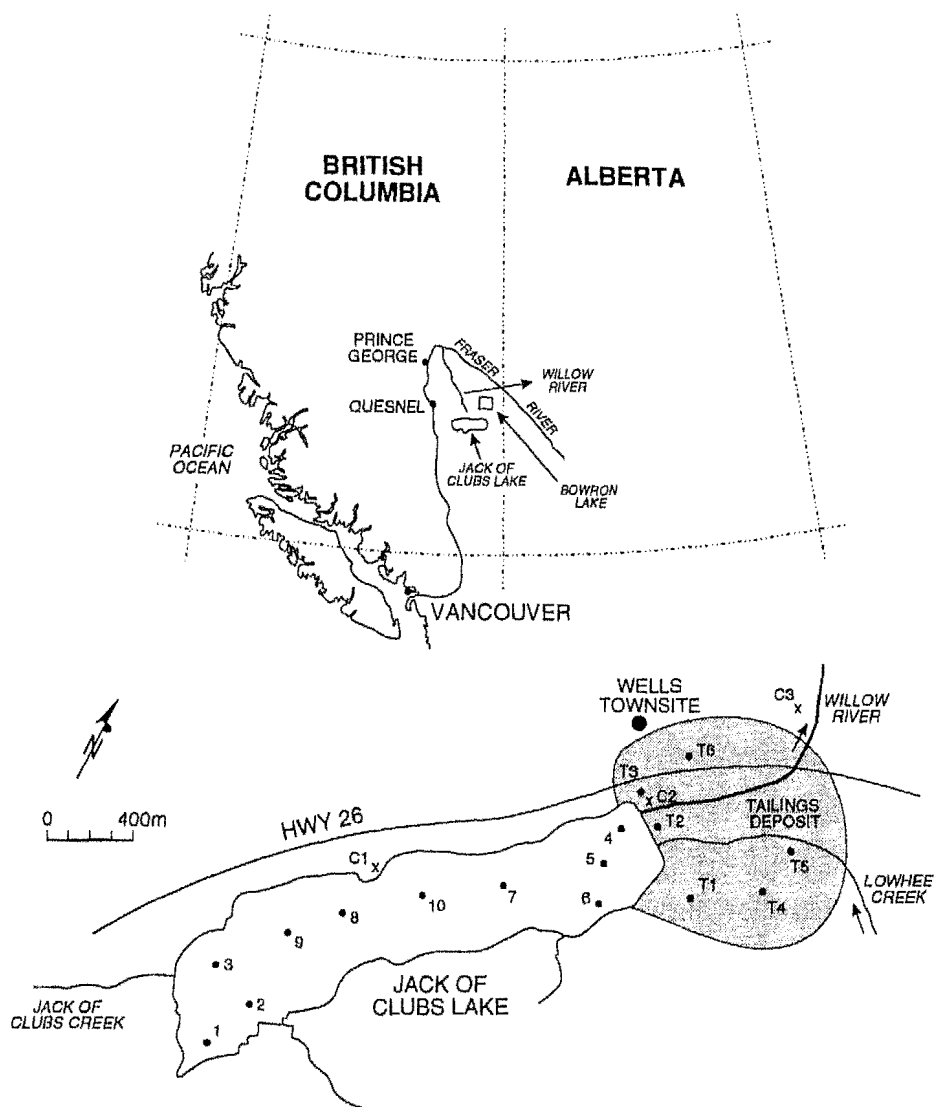 BRITISH
COLUMBIA
ALBERTA
PRINCE
GEORGE
FRASER
RIVER
WILLOW
RIVER
QUESNEL
JACK OF
CLUBS LAKE
BOWRON
LAKE
PACIFIC
OCEAN
VANCOUVER
N
0 400m
WELLS
TOWNSITE
C3 x
WILLOW
RIVER
T6
T3
x C2
T2
TAILINGS
DEPOSIT
T5
T1
T4
LOWHEE
CREEK
HWY 26
C1 x
4
5
6
7
10
8
9
3
2
1
JACK OF
CLUBS LAKE
JACK OF
CLUBS CREEK